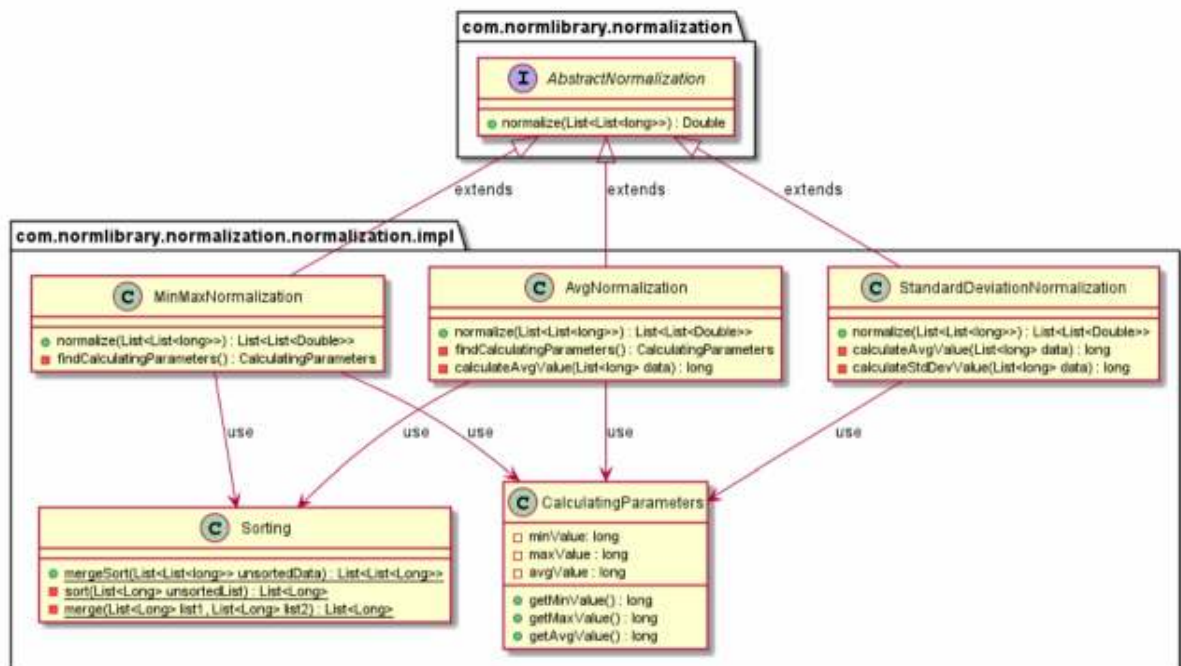 com.normlibrary.normalization
I AbstractNormalization
normalize(List<List<long>>) : Double
extends
extends
extends
com.normlibrary.normalization.normalization.impl
C MinMaxNormalization
normalize(List<List<long>>) : List<List<Double>>
findCalculatingParameters() : CalculatingParameters
C AvgNormalization
normalize(List<List<long>>) : List<List<Double>>
findCalculatingParameters() : CalculatingParameters
calculateAvgValue(List<long> data) : long
C StandardDeviationNormalization
normalize(List<List<long>>) : List<List<Double>>
calculateAvgValue(List<long> data) : long
calculateStdDevValue(List<long> data) : long
use
use
use
use
use
C Sorting
mergeSort(List<List<long>> unsortedData) : List<List<Long>>
sort(List<Long> unsortedList) : List<Long>
merge(List<Long> list1, List<Long> list2) : List<Long>
C CalculatingParameters
minValue: long
maxValue : long
avgValue : long
getMinValue() : long
getMaxValue() : long
getAvgValue() : long